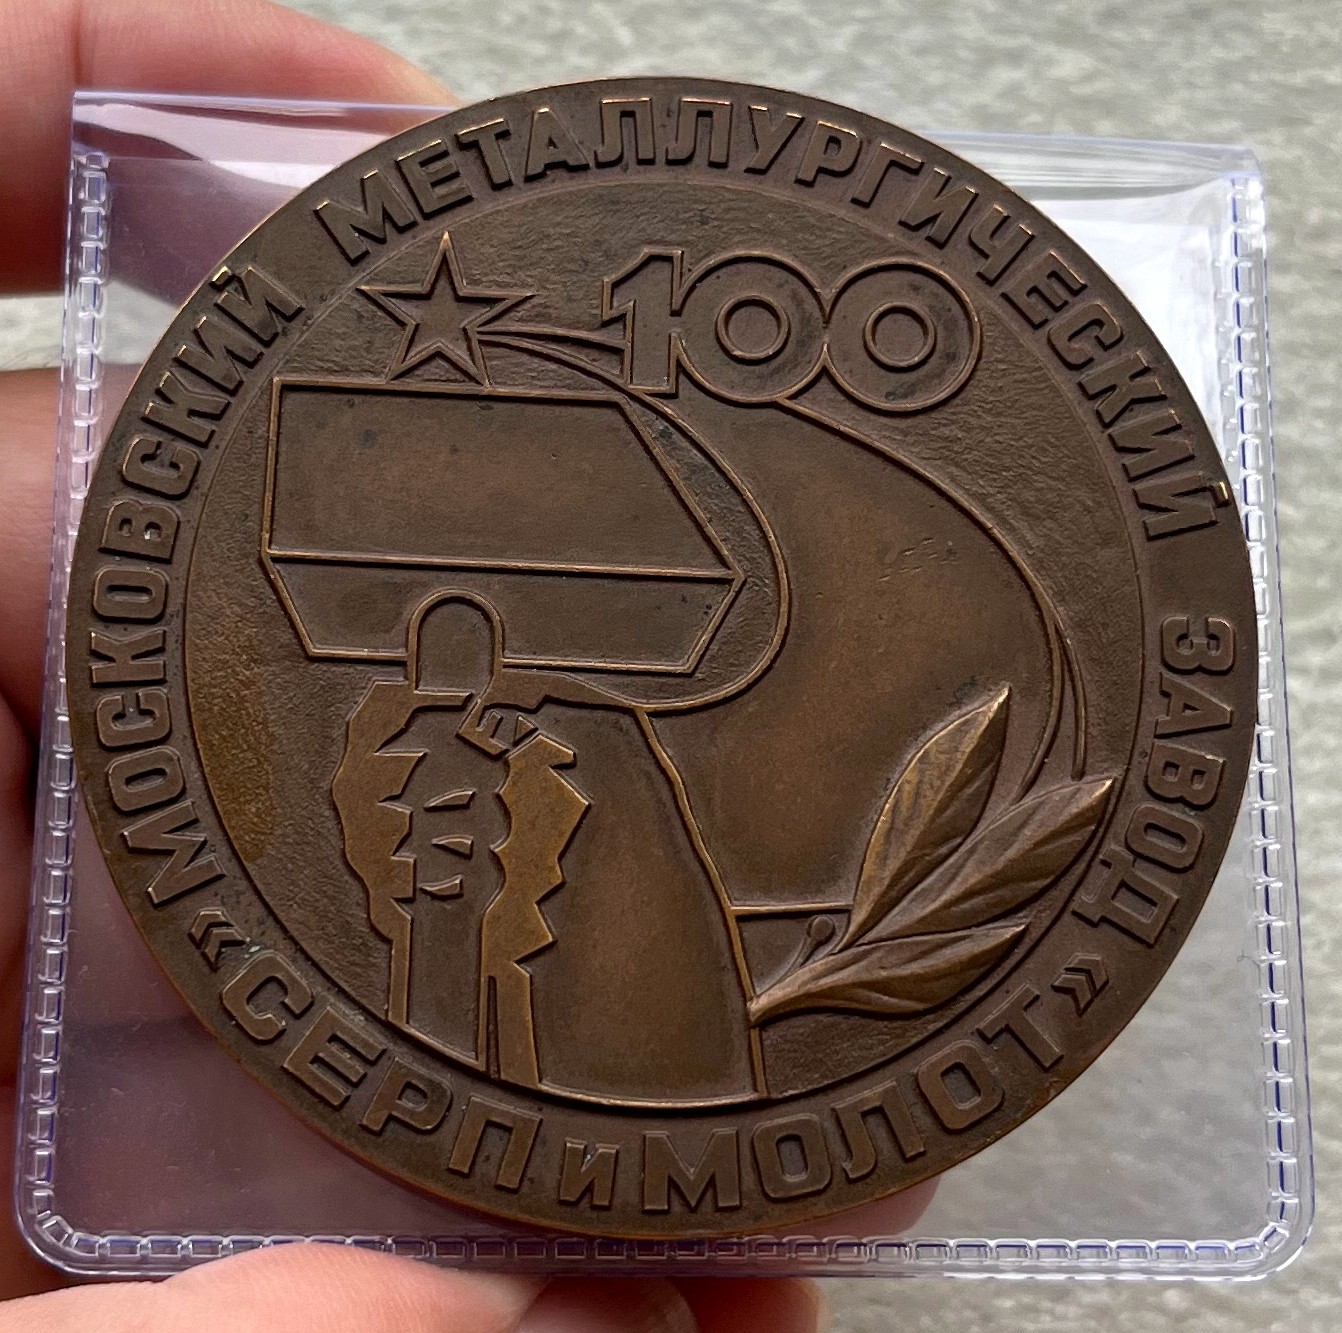 МОСКОВСКИЙ МЕТАЛЛУРГИЧЕСКИЙ ЗАВОД
«СЕРП и МОЛОТ»
100